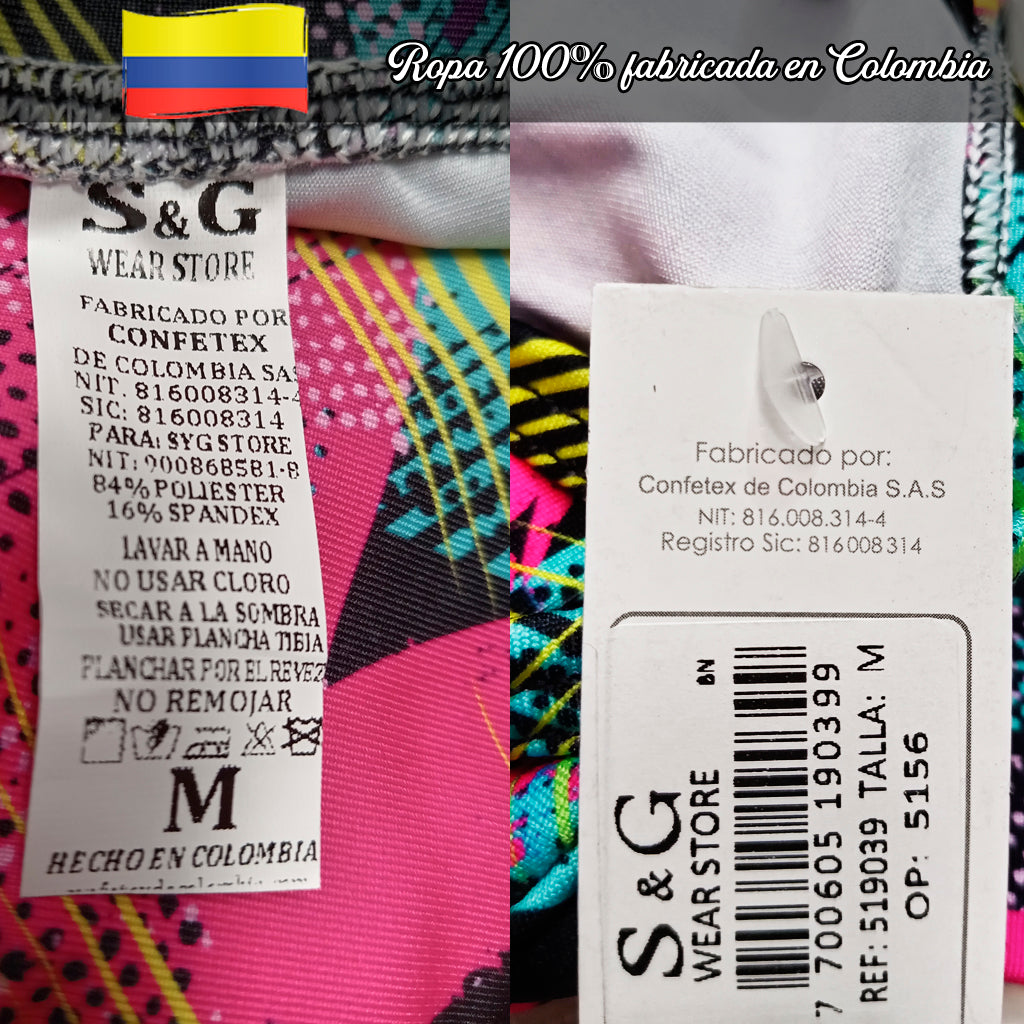 Ropa 100% fabricada en Colombia
S&G
WEAR STORE
FABRICADO POR
CONFETEX
DE COLOMBIA SAS
NIT. 816008314-4
SIC: 816008314
PARA: SYG STORE
NIT: 900868581-8
84% POLIESTER
16% SPANDEX
LAVAR A MANO
NO USAR CLORO
SECAR A LA SOMBRA
USAR PLANCHA TIBIA
PLANCHAR POR EL REVEZ
NO REMOJAR
M
HECHO EN COLOMBIA
Fabricado por:
Confetex de Colombia S.A.S
NIT: 816.008.314-4
Registro Sic: 816008314
S&G
WEAR STORE
BN
7 700605 190399
REF: 519039 TALLA: M
OP: 5156